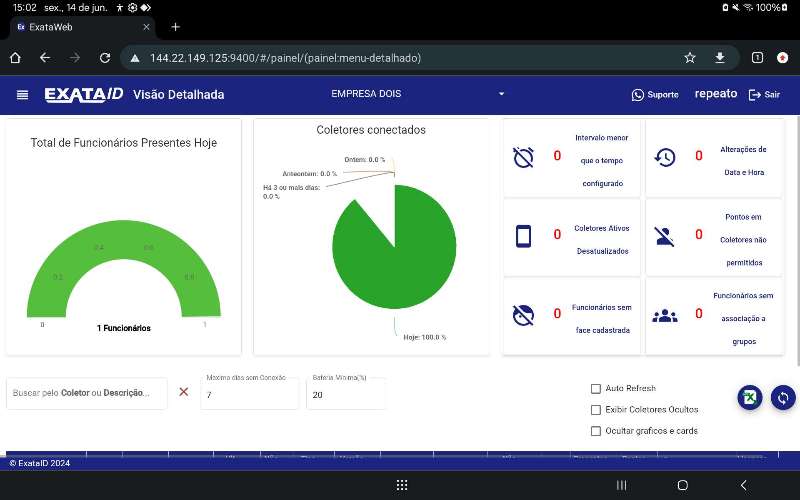 15:02 sex., 14 de jun. 100%
ExataWeb
144.22.149.125:9400/#/painel/(painel:menu-detalhado) 1
EXATAID Visão Detalhada EMPRESA DOIS Suporte repeato Sair
Total de Funcionários Presentes Hoje
0
0.2
0.4
0.6
0.8
1
1 Funcionários
Coletores conectados
Ontem: 0.0 %
Anteontem: 0.0 %
Há 3 ou mais dias:
0.0 %
Hoje: 100.0 %
0 Intervalo menor
que o tempo
configurado
0 Alterações de
Data e Hora
0 Coletores Ativos
Desatualizados
0 Pontos em
Coletores não
permitidos
0 Funcionários sem
face cadastrada
0 Funcionários sem
associação a
grupos
Buscar pelo Coletor ou Descrição...
Máximo dias sem Conexão
7
Bateria Mínima(%)
20
Auto Refresh
Exibir Coletores Ocultos
Ocultar graficos e cards
© ExataID 2024